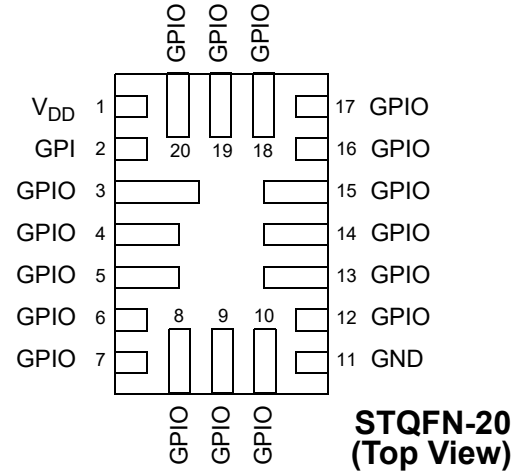 GPIO GPIO GPIO
V_DD 1 17 GPIO
GPI 2 20 19 18 16 GPIO
GPIO 3 15 GPIO
GPIO 4 14 GPIO
GPIO 5 13 GPIO
GPIO 6 8 9 10 12 GPIO
GPIO 7 11 GND
GPIO GPIO GPIO
STQFN-20
(Top View)